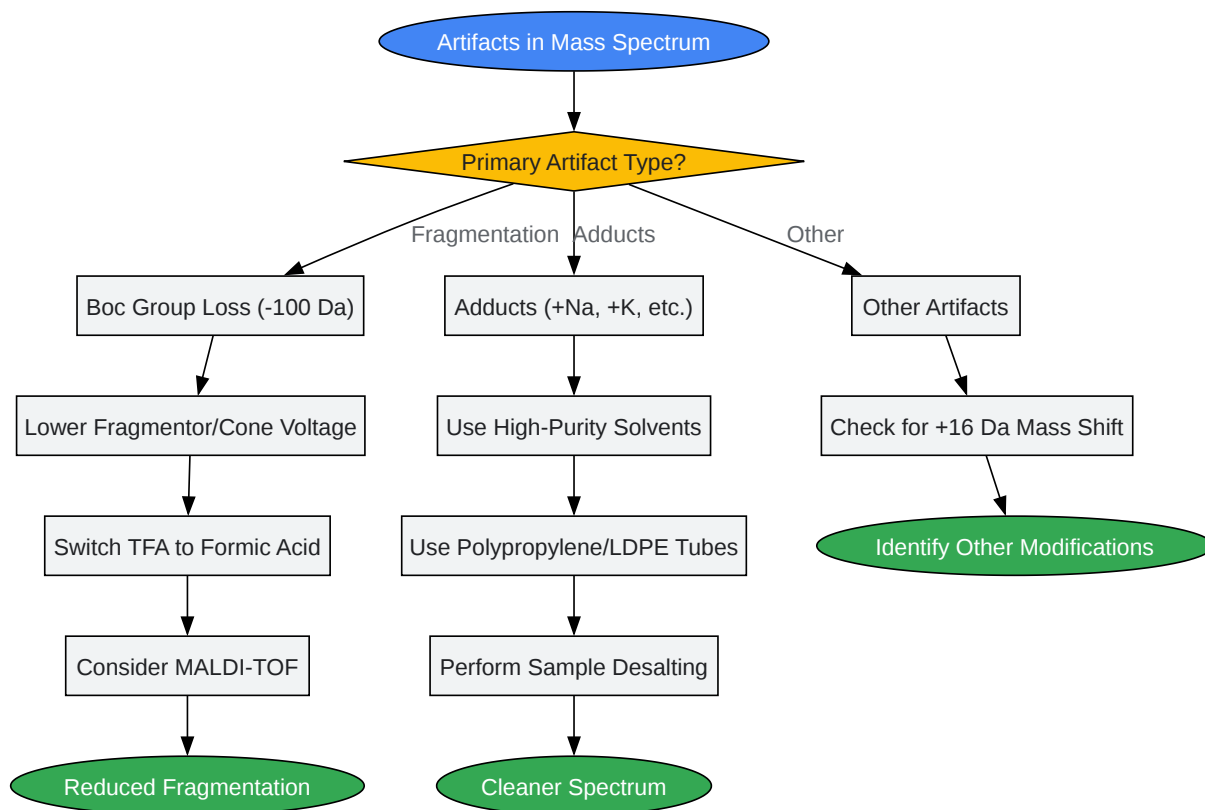 Artifacts in Mass Spectrum
Primary Artifact Type?
Fragmentation
Adducts
Other
Boc Group Loss (-100 Da)
Adducts (+Na, +K, etc.)
Other Artifacts
Lower Fragmentor/Cone Voltage
Use High-Purity Solvents
Check for +16 Da Mass Shift
Switch TFA to Formic Acid
Use Polypropylene/LDPE Tubes
Identify Other Modifications
Consider MALDI-TOF
Perform Sample Desalting
Reduced Fragmentation
Cleaner Spectrum